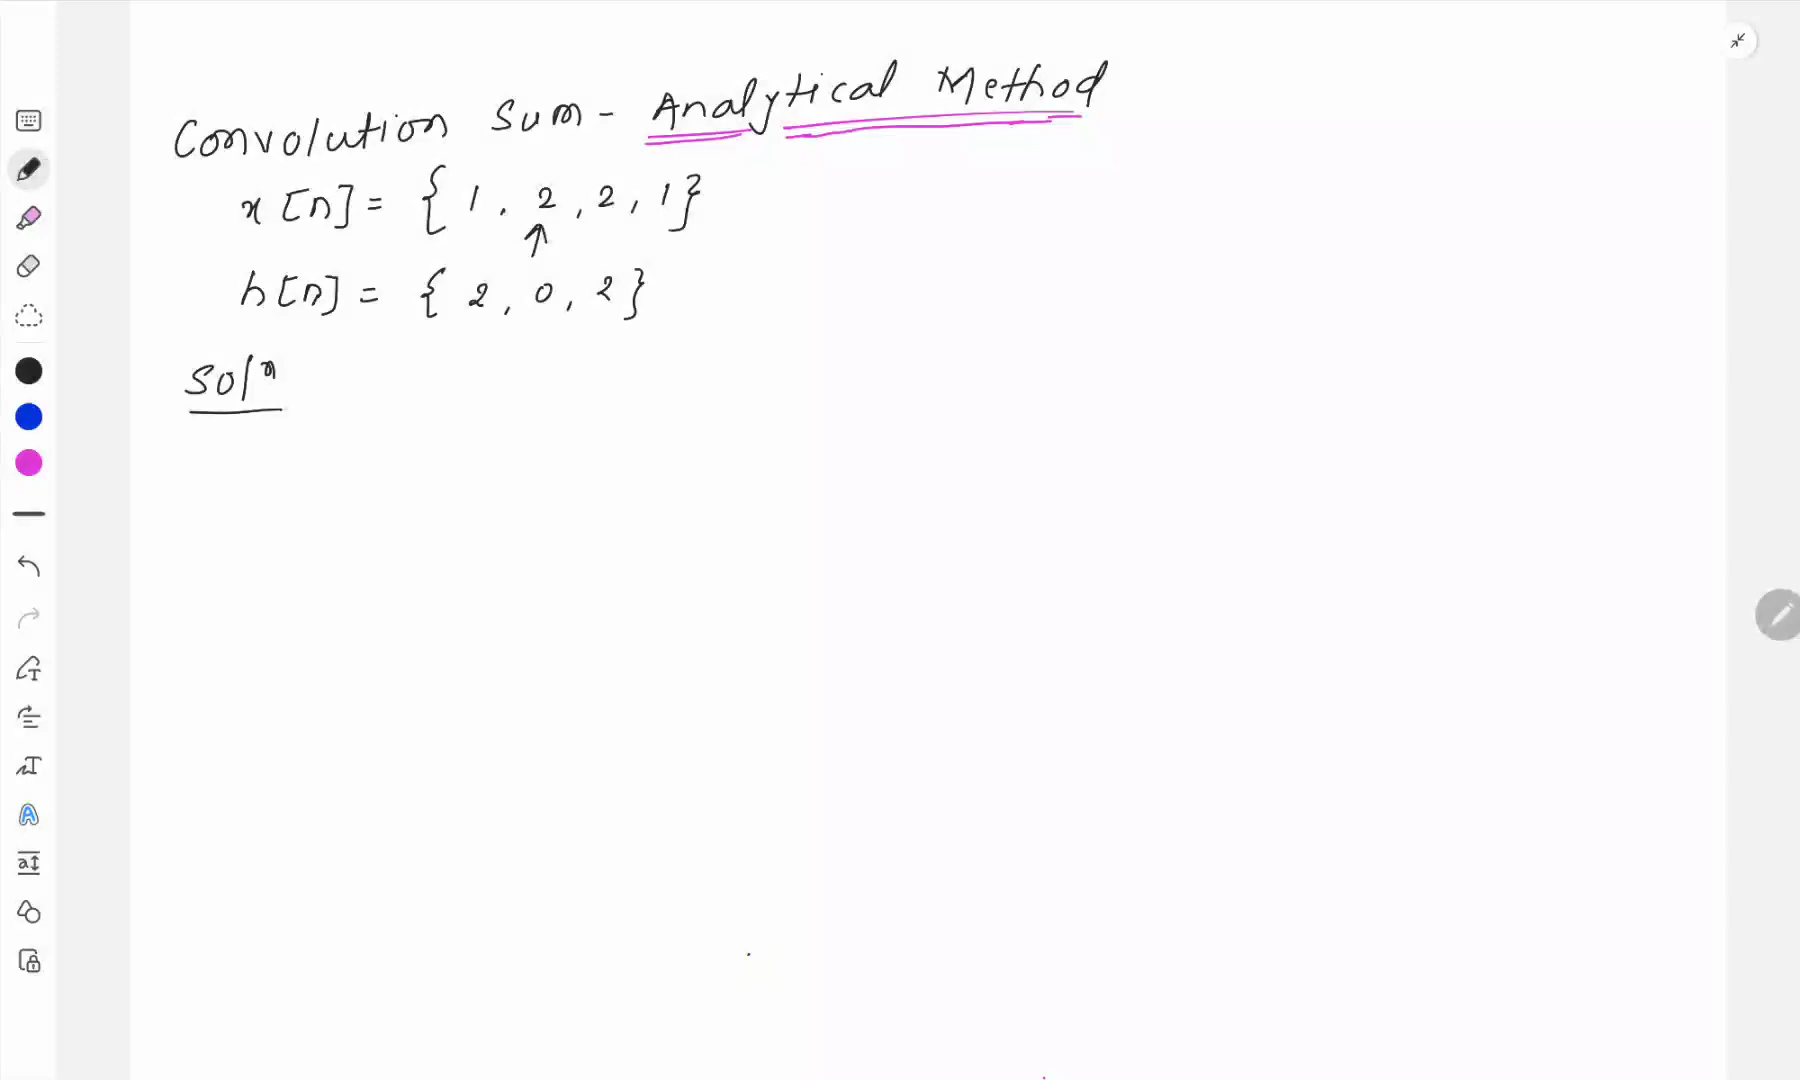 Convolution Sum - Analytical Method
x[n] = { 1, 2, 2, 1}
↑
h[n] = { 2, 0, 2}
Solⁿ